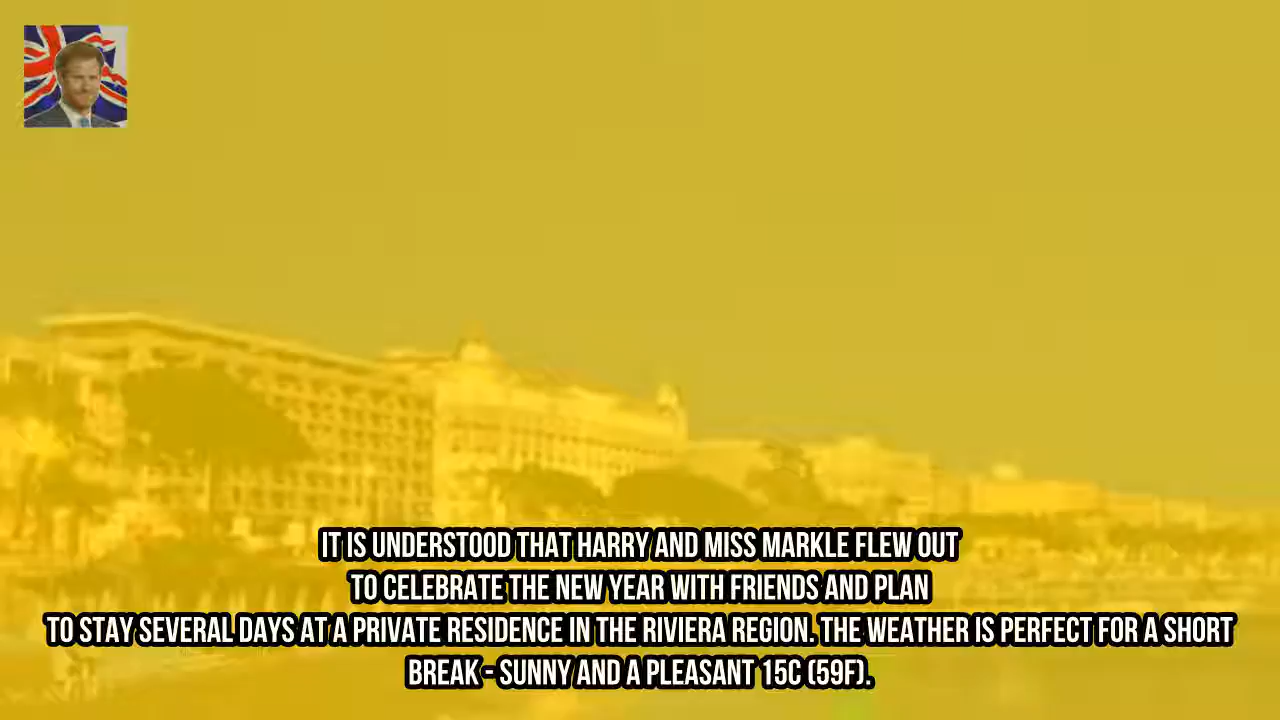 IT IS UNDERSTOOD THAT HARRY AND MISS MARKLE FLEW OUT
TO CELEBRATE THE NEW YEAR WITH FRIENDS AND PLAN
TO STAY SEVERAL DAYS AT A PRIVATE RESIDENCE IN THE RIVIERA REGION. THE WEATHER IS PERFECT FOR A SHORT
BREAK - SUNNY AND A PLEASANT 15C (59F).